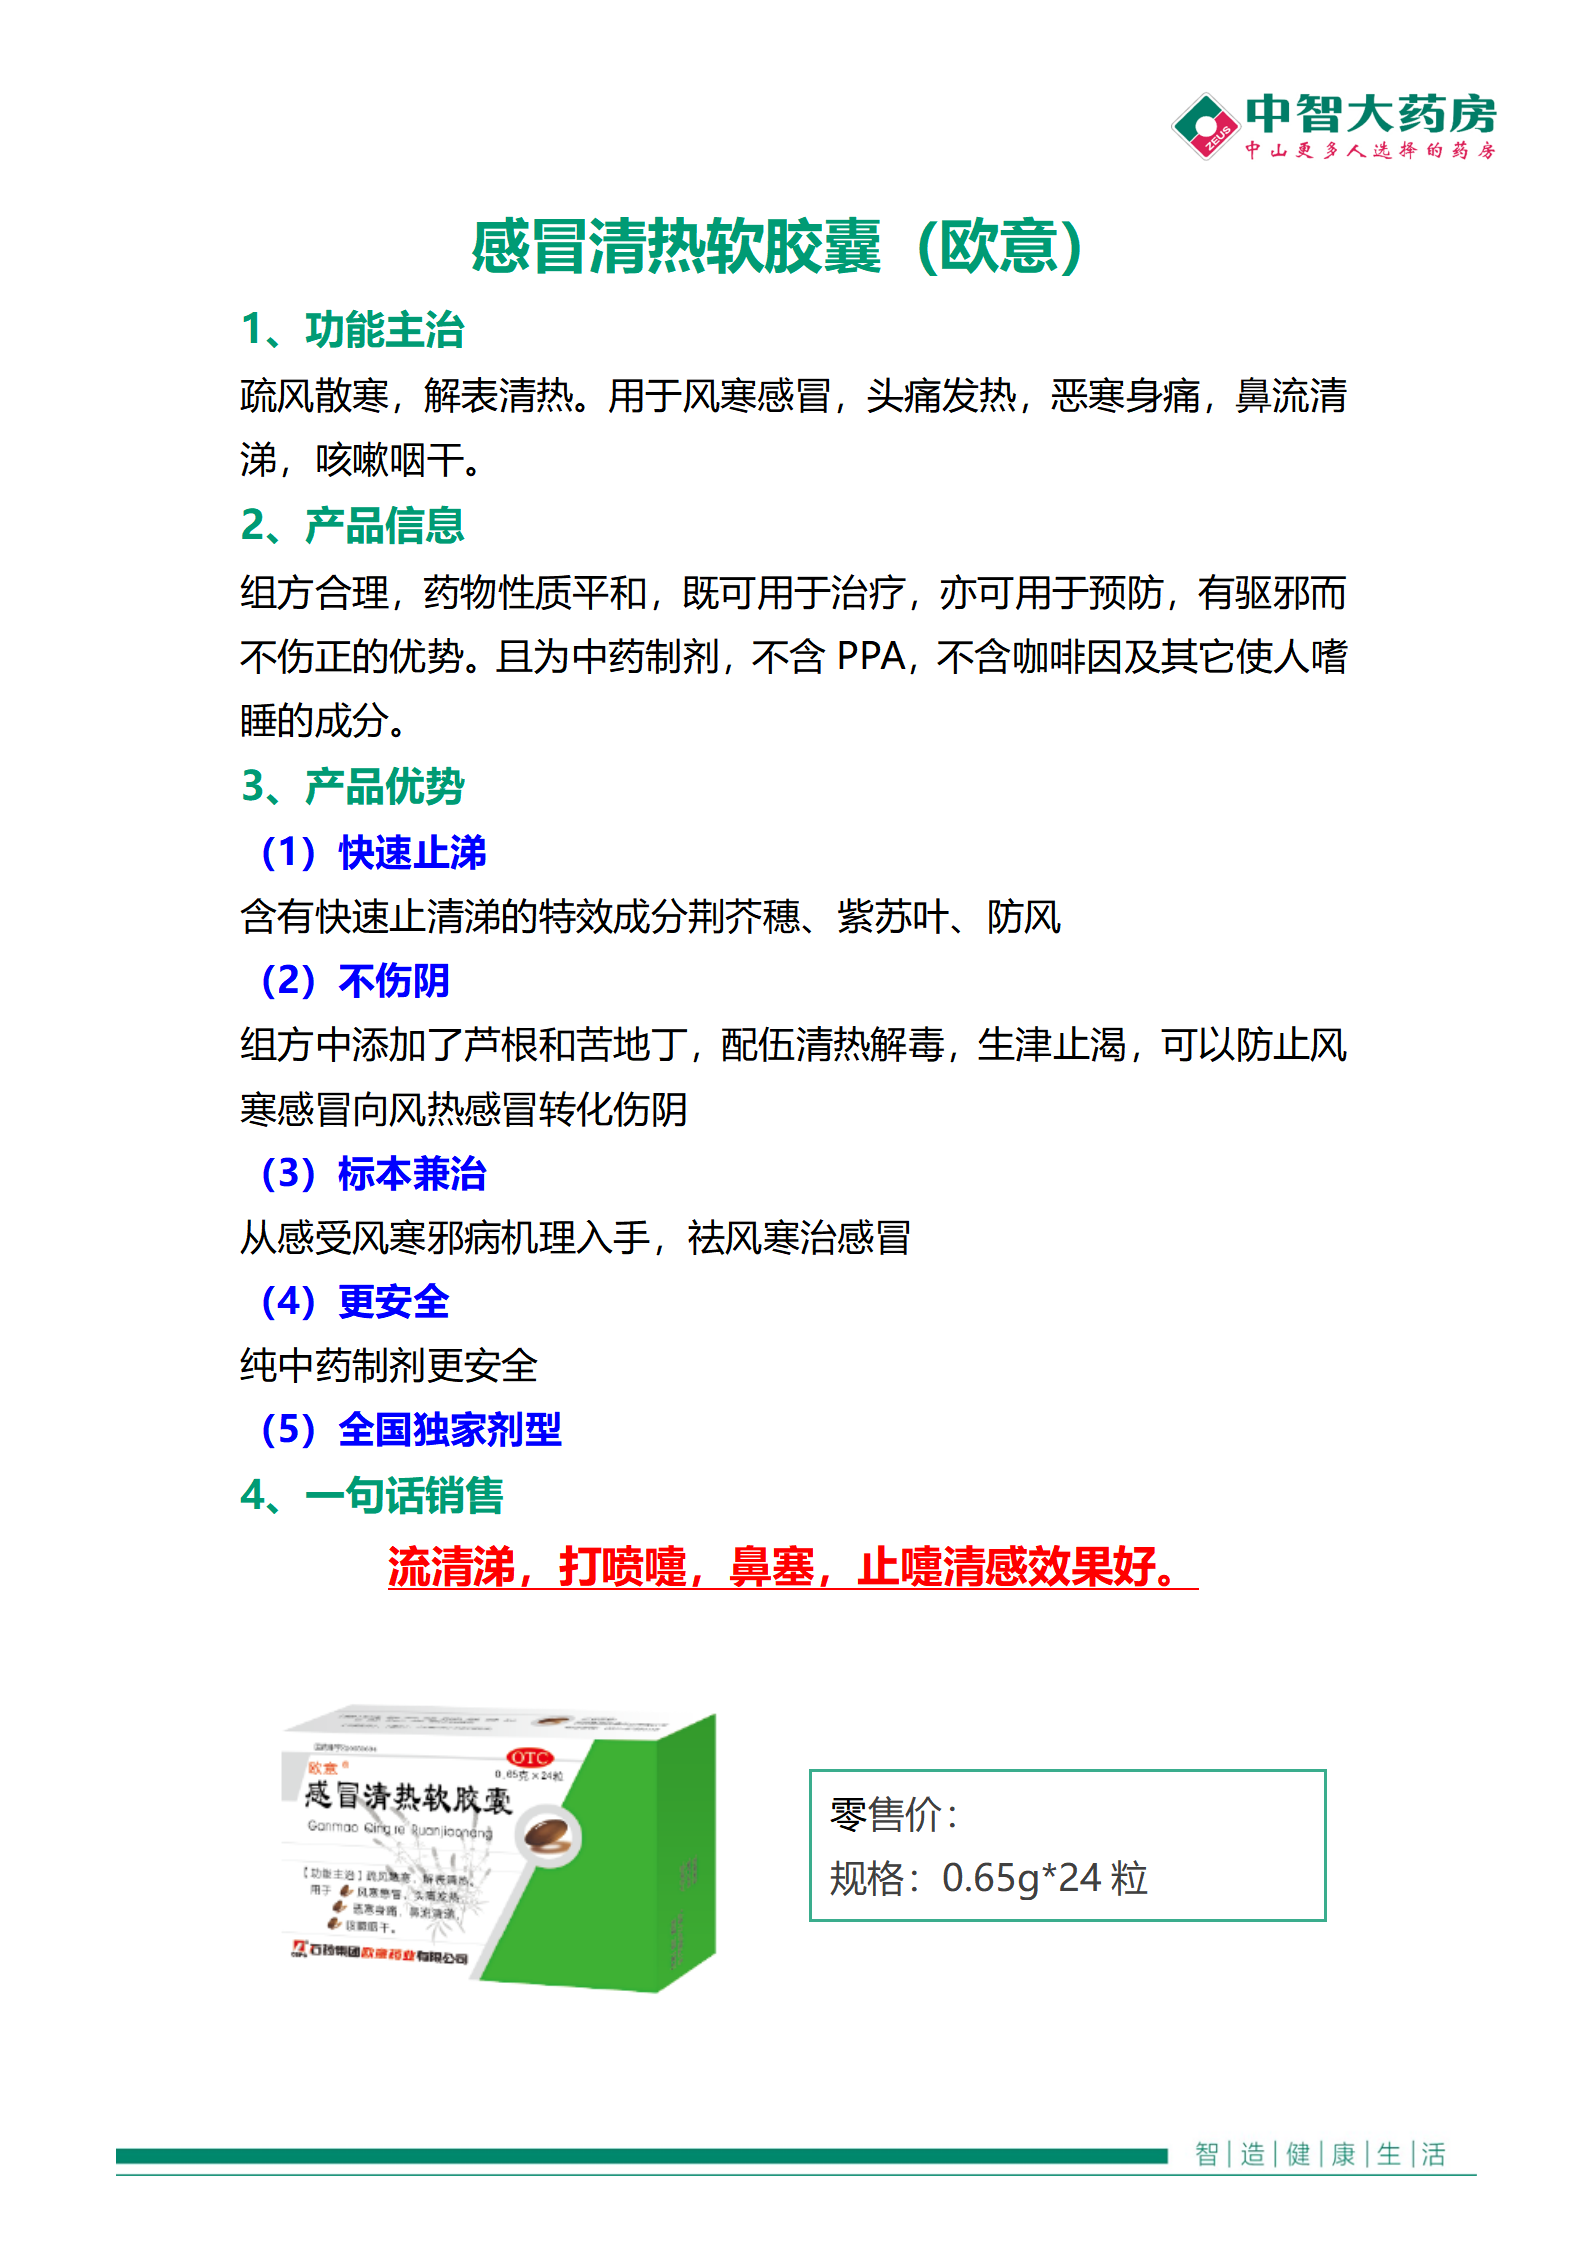 中智大药房
ZEUS
中山更多人选择的药房
感冒清热软胶囊（欧意）
1、功能主治
疏风散寒，解表清热。用于风寒感冒，头痛发热，恶寒身痛，鼻流清
涕，咳嗽咽干。
2、产品信息
组方合理，药物性质平和，既可用于治疗，亦可用于预防，有驱邪而
不伤正的优势。且为中药制剂，不含 PPA，不含咖啡因及其它使人嗜
睡的成分。
3、产品优势
（1）快速止涕
含有快速止清涕的特效成分荆芥穗、紫苏叶、防风
（2）不伤阴
组方中添加了芦根和苦地丁，配伍清热解毒，生津止渴，可以防止风
寒感冒向风热感冒转化伤阴
（3）标本兼治
从感受风寒邪病机理入手，祛风寒治感冒
（4）更安全
纯中药制剂更安全
（5）全国独家剂型
4、一句话销售
流清涕，打喷嚏，鼻塞，止嚏清感效果好。
OTC
欧意®
0.65克×24粒
感冒清热软胶囊
Ganmao Qingre Ruanjiaonang
【功能主治】疏风散寒，解表清热。
用于 风寒感冒，头痛发热，
恶寒身痛，鼻流清涕，
咳嗽咽干。
石药集团欧意药业有限公司
零售价：
规格：0.65g*24 粒
智|造|健|康|生|活